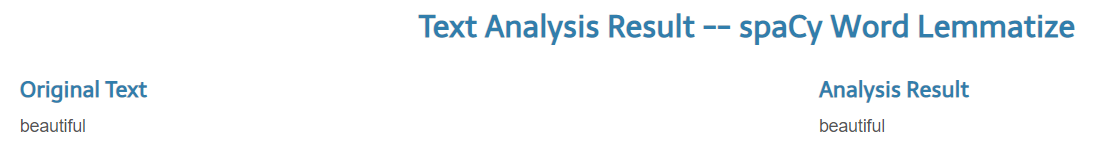 Text Analysis Result -- spaCy Word Lemmatize
Original Text
beautiful
Analysis Result
beautiful